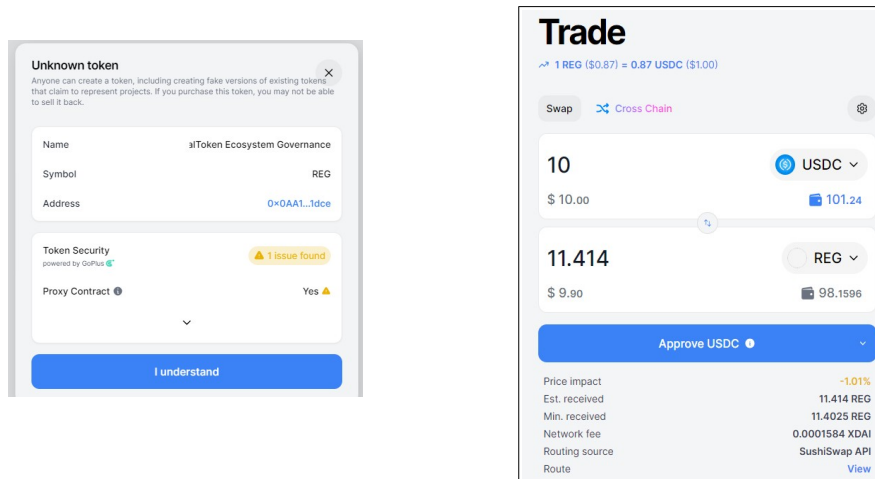 Unknown token
Anyone can create a token, including creating fake versions of existing tokens
that claim to represent projects. If you purchase this token, you may not be able
to sell it back.
Name
alToken Ecosystem Governance
Symbol
REG
Address
0x0AA1...1dce
Token Security
powered by GoPlus
1 issue found
Proxy Contract
Yes
I understand
Trade
1 REG ($0.87) = 0.87 USDC ($1.00)
Swap
Cross Chain
10
USDC
$ 10.00
101.24
11.414
REG
$ 9.90
98.1596
Approve USDC
Price impact
-1.01%
Est. received
11.414 REG
Min. received
11.4025 REG
Network fee
0.0001584 XDAI
Routing source
SushiSwap API
Route
View